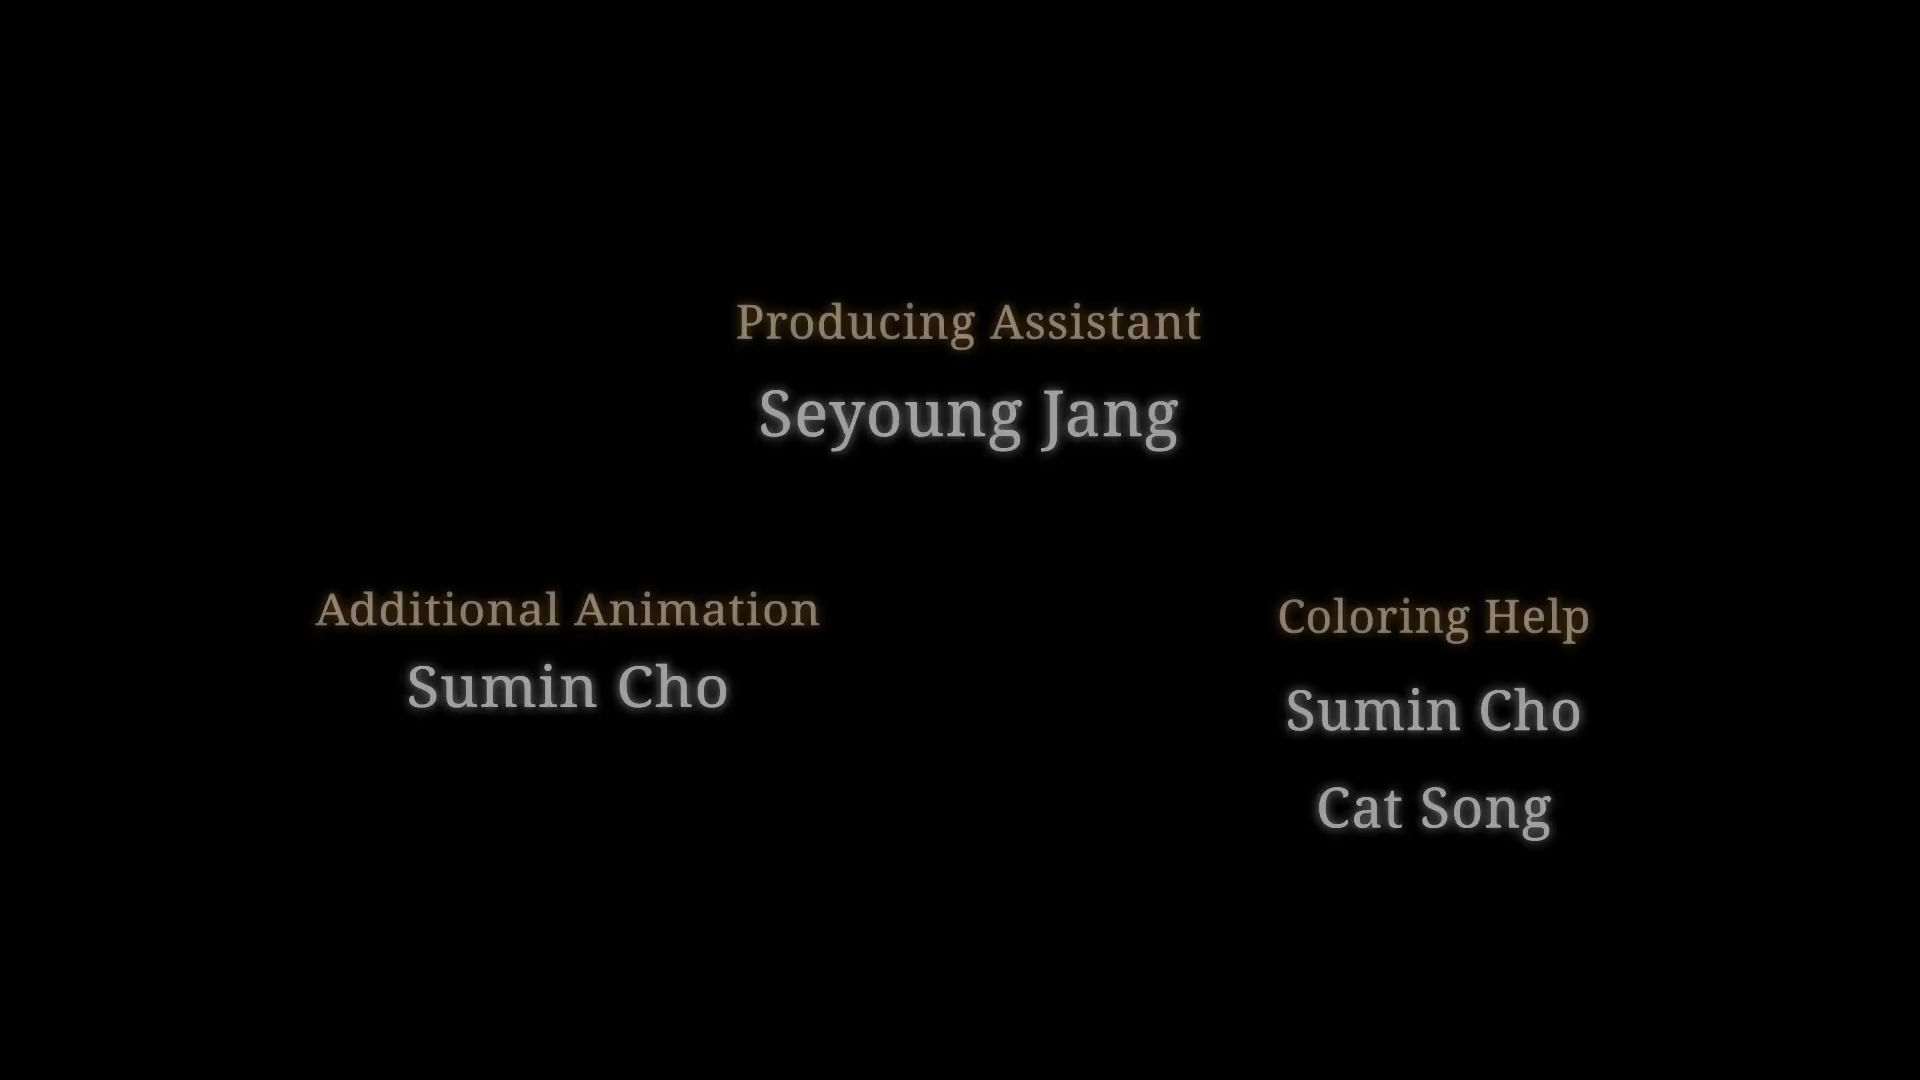 Producing Assistant
Seyoung Jang
Additional Animation
Sumin Cho
Coloring Help
Sumin Cho
Cat Song